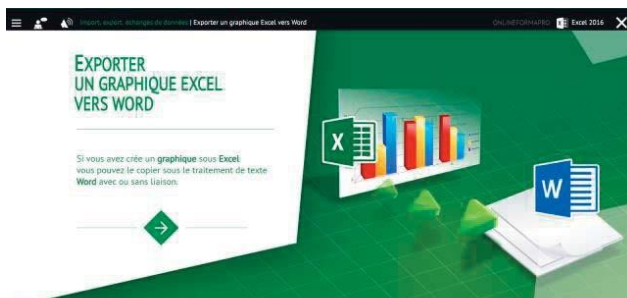 Import, export, échanges de données | Exporter un graphique Excel vers Word
ONLINEFORMAPRO Excel 2016
EXPORTER
UN GRAPHIQUE EXCEL
VERS WORD
Si vous avez crée un graphique sous Excel
vous pouvez le copier sous le traitement de texte
Word avec ou sans liaison.
X
W